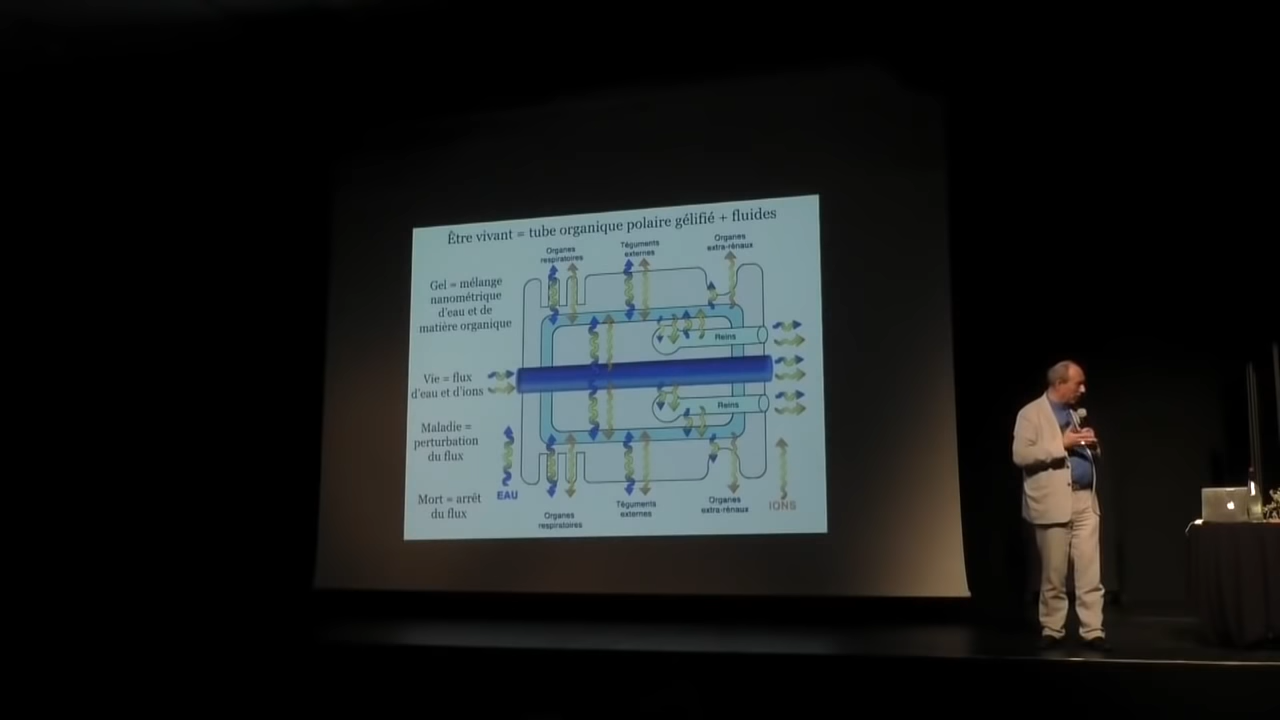 Être vivant = tube organique polaire gélifié + fluides
Organes
respiratoires
Téguments
externes
Organes
extra-rénaux
Gel = mélange
nanométrique
d'eau et de
matière organique
Reins
Vie = flux
d'eau et d'ions
Reins
Maladie =
perturbation
du flux
Mort = arrêt
du flux
EAU
Organes
respiratoires
Téguments
externes
Organes
extra-rénaux
IONS